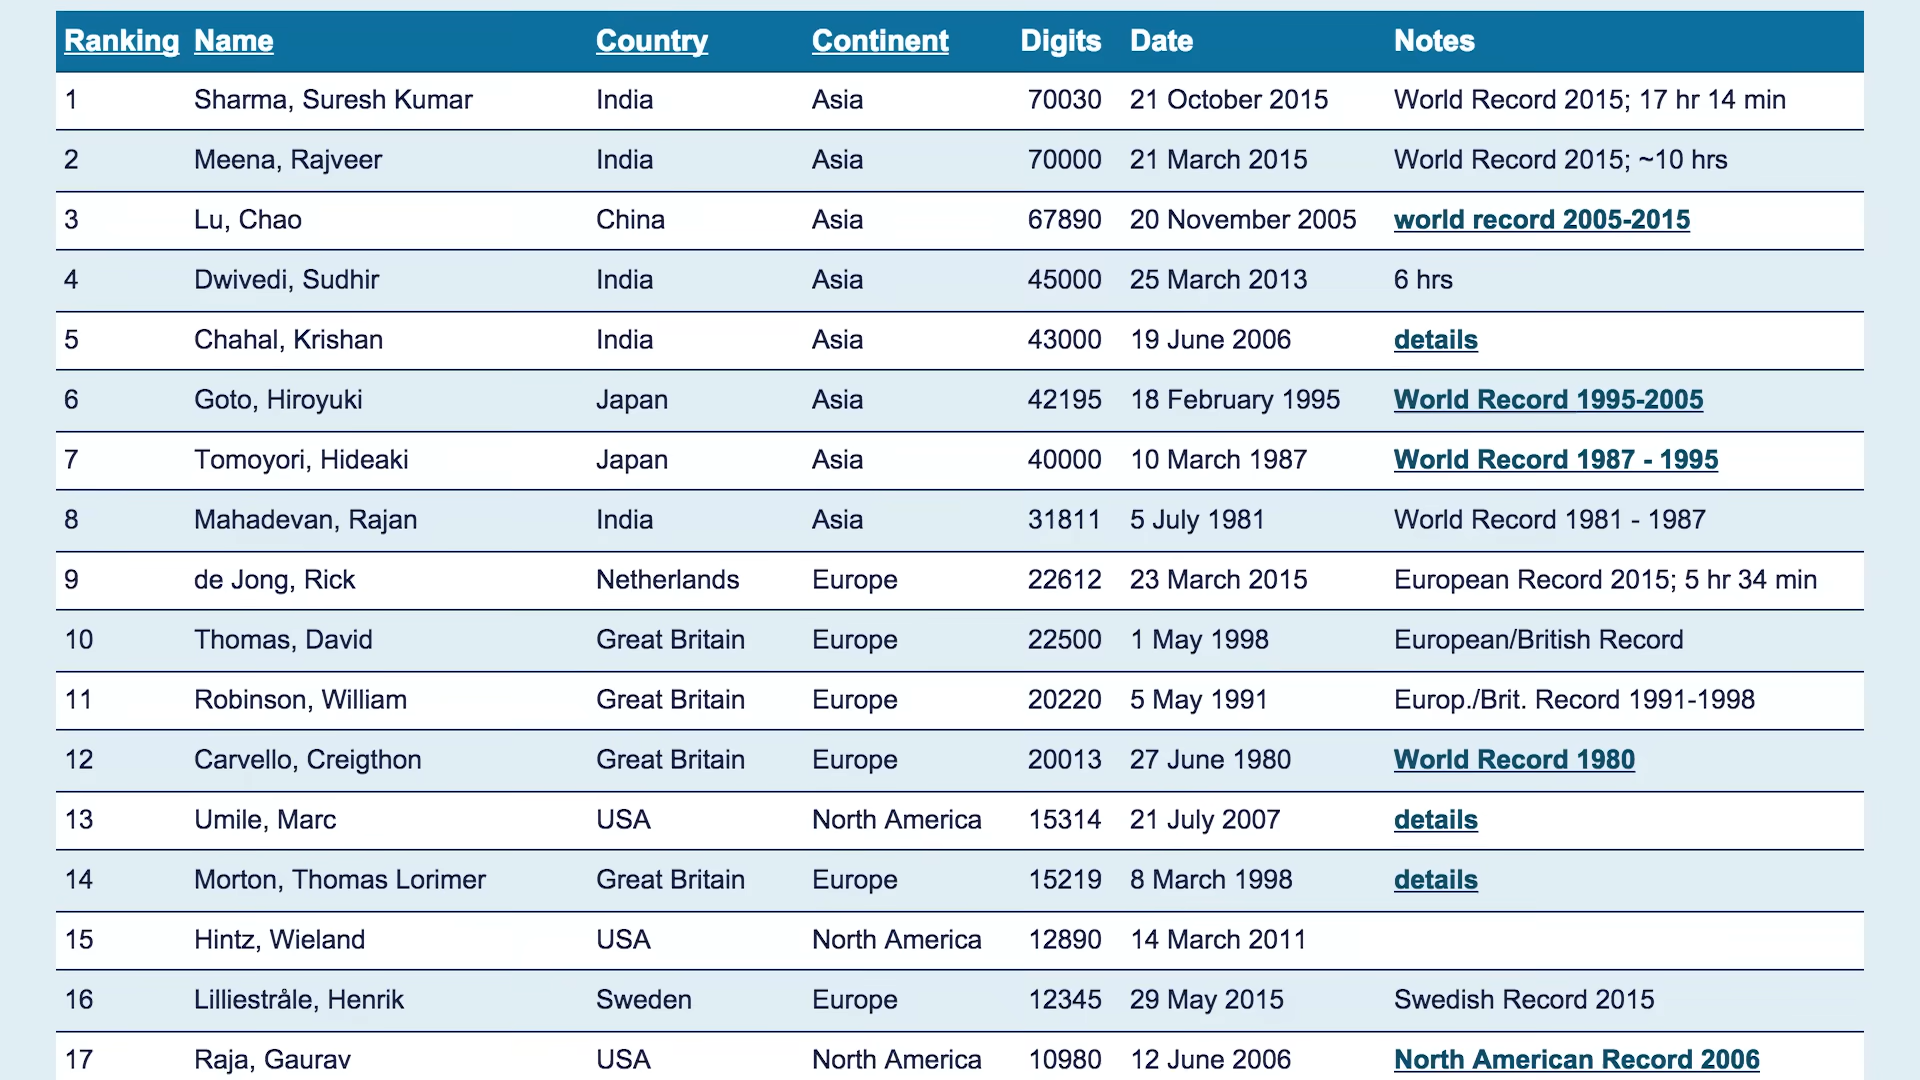 Ranking Name Country Continent Digits Date Notes
1 Sharma, Suresh Kumar India Asia 70030 21 October 2015 World Record 2015; 17 hr 14 min
2 Meena, Rajveer India Asia 70000 21 March 2015 World Record 2015; ~10 hrs
3 Lu, Chao China Asia 67890 20 November 2005 world record 2005-2015
4 Dwivedi, Sudhir India Asia 45000 25 March 2013 6 hrs
5 Chahal, Krishan India Asia 43000 19 June 2006 details
6 Goto, Hiroyuki Japan Asia 42195 18 February 1995 World Record 1995-2005
7 Tomoyori, Hideaki Japan Asia 40000 10 March 1987 World Record 1987 - 1995
8 Mahadevan, Rajan India Asia 31811 5 July 1981 World Record 1981 - 1987
9 de Jong, Rick Netherlands Europe 22612 23 March 2015 European Record 2015; 5 hr 34 min
10 Thomas, David Great Britain Europe 22500 1 May 1998 European/British Record
11 Robinson, William Great Britain Europe 20220 5 May 1991 Europ./Brit. Record 1991-1998
12 Carvello, Creigthon Great Britain Europe 20013 27 June 1980 World Record 1980
13 Umile, Marc USA North America 15314 21 July 2007 details
14 Morton, Thomas Lorimer Great Britain Europe 15219 8 March 1998 details
15 Hintz, Wieland USA North America 12890 14 March 2011
16 Lilliestråle, Henrik Sweden Europe 12345 29 May 2015 Swedish Record 2015
17 Raja, Gaurav USA North America 10980 12 June 2006 North American Record 2006